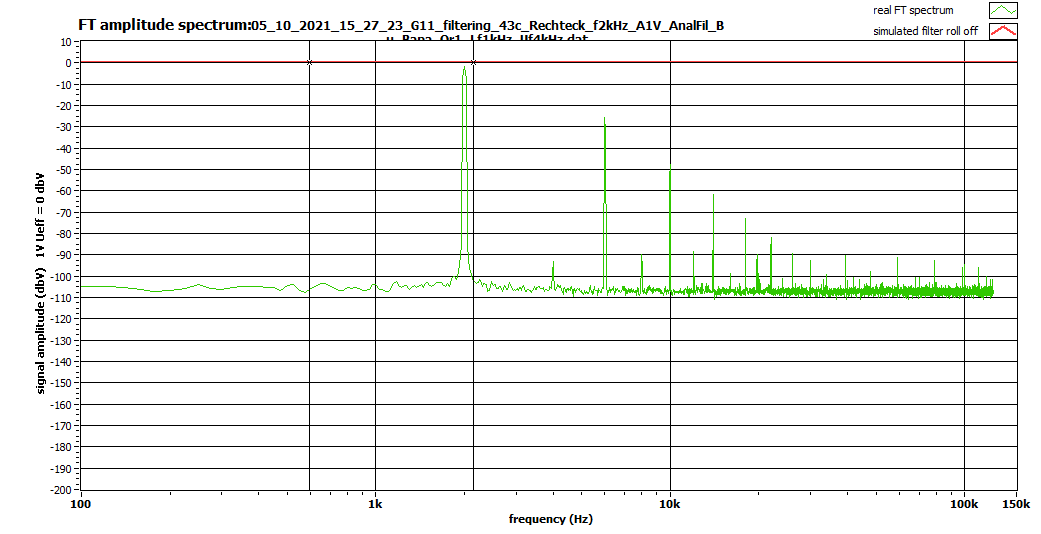 FT amplitude spectrum:05_10_2021_15_27_23_G11_filtering_43c_Rechteck_f2kHz_A1V_AnalFil_B
real FT spectrum
simulated filter roll off
signal amplitude (dbV) 1V Ueff = 0 dbV
10
0
-10
-20
-30
-40
-50
-60
-70
-80
-90
-100
-110
-120
-130
-140
-150
-160
-170
-180
-190
-200
100
1k
10k
100k
150k
frequency (Hz)